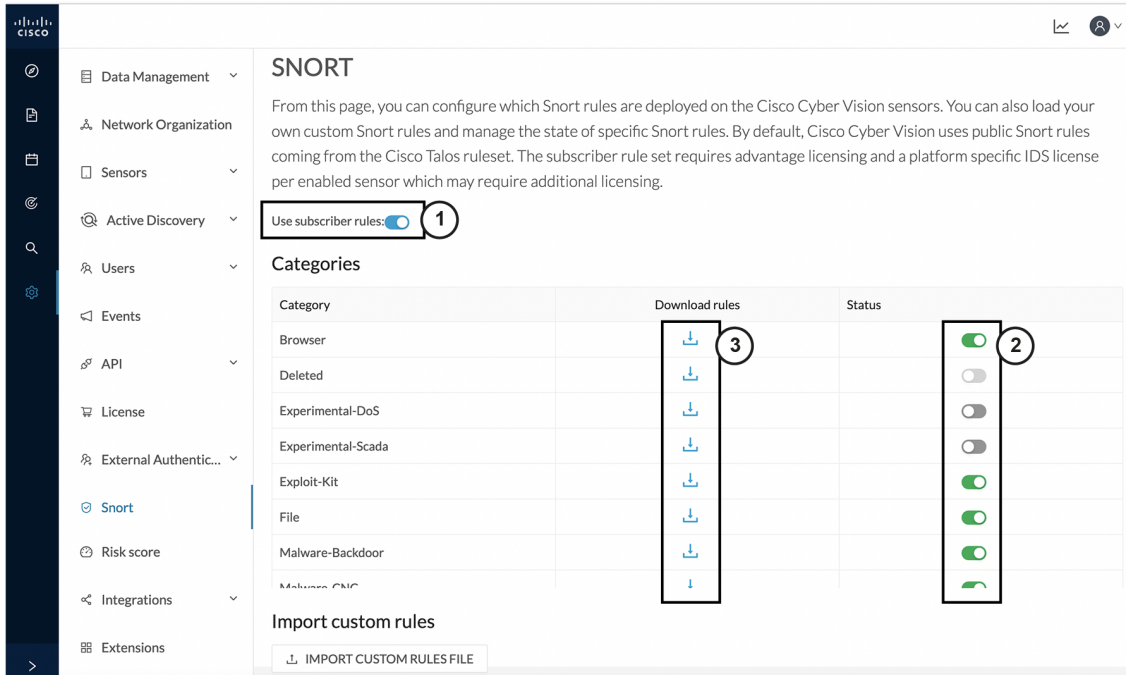 CISCO
Data Management
Network Organization
Sensors
Active Discovery
Users
Events
API
License
External Authentic...
Snort
Risk score
Integrations
Extensions
SNORT
From this page, you can configure which Snort rules are deployed on the Cisco Cyber Vision sensors. You can also load your
own custom Snort rules and manage the state of specific Snort rules. By default, Cisco Cyber Vision uses public Snort rules
coming from the Cisco Talos ruleset. The subscriber rule set requires advantage licensing and a platform specific IDS license
per enabled sensor which may require additional licensing.
Use subscriber rules: 1
Categories
Category Download rules Status
Browser 3 2
Deleted
Experimental-DoS
Experimental-Scada
Exploit-Kit
File
Malware-Backdoor
Malware-CNC
Import custom rules
IMPORT CUSTOM RULES FILE